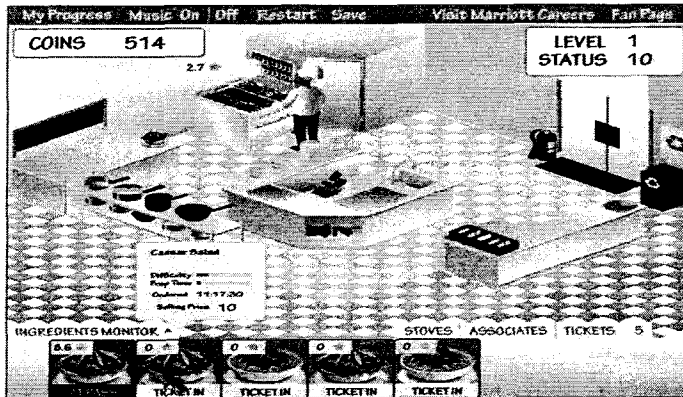 My Progress Music On Off Restart Save Visit Marriott Careers Fan Page
COINS 514
LEVEL 1
STATUS 10
2.7
Caesar Salad
Difficulty
Prep Time
Ordered 11:17:30
Selling Price 10
INGREDIENTS MONITOR
STOVES ASSOCIATES TICKETS 5
6.6 0 0 0 0
TICKET IN TICKET IN TICKET IN TICKET IN